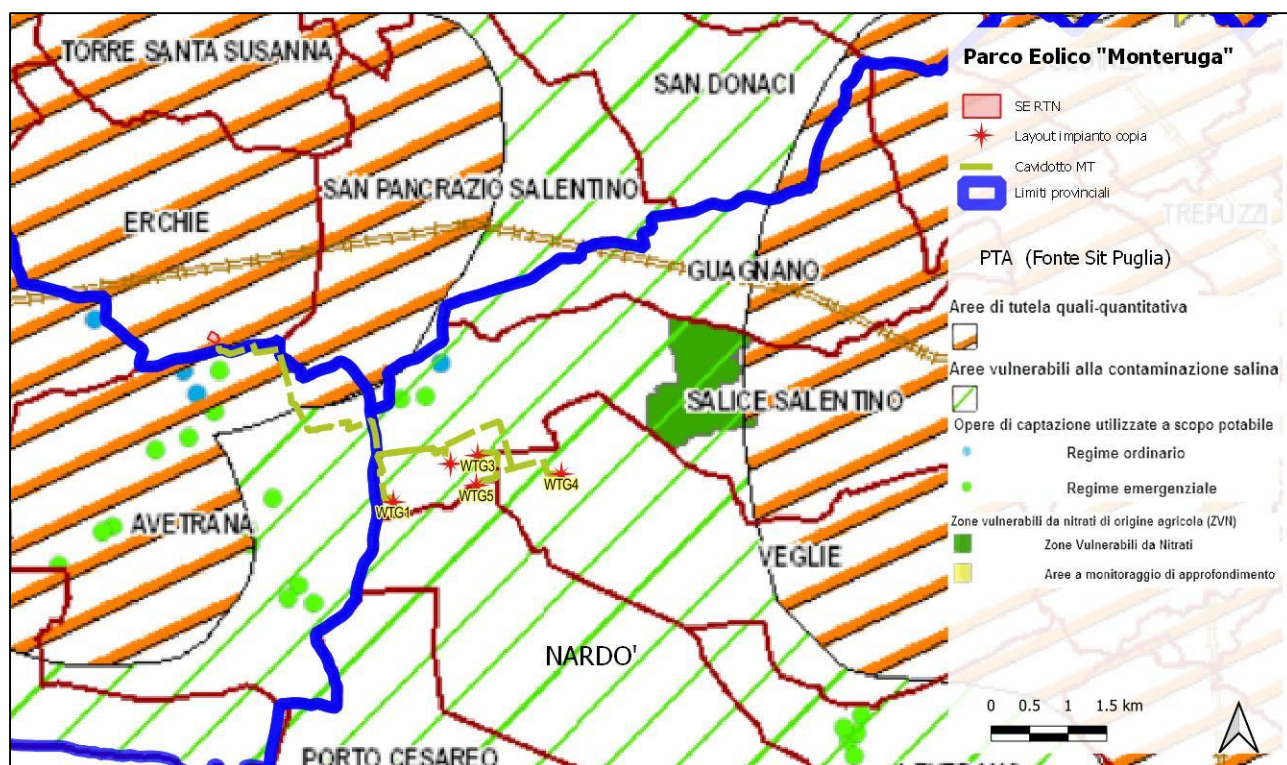 TORRE SANTA SUSANNA
SAN DONACI
SAN PANCRAZIO SALENTINO
ERCHIE
GUAGNANO
SALICE SALENTINO
WTG3
WTG5
WTG4
WTG1
AVETRANA
VEGLIE
NARDO'
PORTO CESAREO
Parco Eolico "Monteruga"
SE RTN
Layout impianto copia
Cavidotto MT
Limiti provinciali
TREPUZZI
PTA (Fonte Sit Puglia)
Aree di tutela quali-quantitativa
Aree vulnerabili alla contaminazione salina
Opere di captazione utilizzate a scopo potabile
Regime ordinario
Regime emergenziale
Zone vulnerabili da nitrati di origine agricola (ZVN)
Zone Vulnerabili da Nitrati
Aree a monitoraggio di approfondimento
0 0.5 1 1.5 km